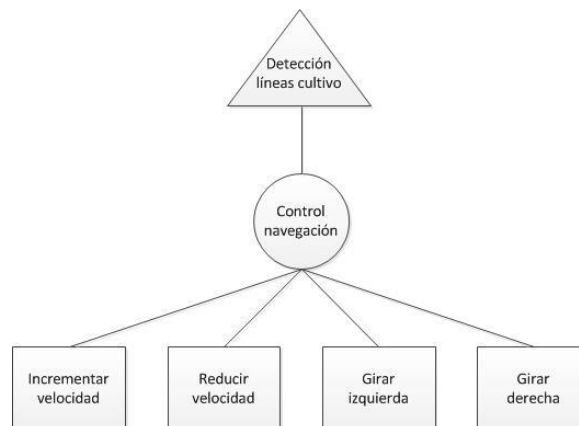 Detección
líneas cultivo
Control
navegación
Incrementar
velocidad
Reducir
velocidad
Girar
izquierda
Girar
derecha